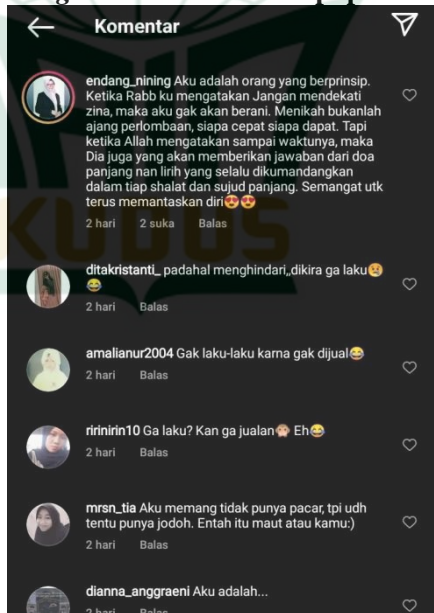 Komentar
endang_nining Aku adalah orang yang berprinsip.
Ketika Rabb ku mengatakan Jangan mendekati
zina, maka aku gak akan berani. Menikah bukanlah
ajang perlombaan, siapa cepat siapa dapat. Tapi
ketika Allah mengatakan sampai waktunya, maka
Dia juga yang akan memberikan jawaban dari doa
panjang nan lirih yang selalu dikumandangkan
dalam tiap shalat dan sujud panjang. Semangat utk
terus memantaskan diri😍😍
2 hari 2 suka Balas
ditakristanti_ padahal menghindari,,dikira ga laku😢
😂
2 hari Balas
amalianur2004 Gak laku-laku karna gak dijual😂
2 hari Balas
ririnirin10 Ga laku? Kan ga jualan🙊 Eh😂
2 hari Balas
mrsn_tia Aku memang tidak punya pacar, tpi udh
tentu punya jodoh. Entah itu maut atau kamu:)
2 hari Balas
dianna_anggraeni Aku adalah...
2 hari Balas
KUDUS